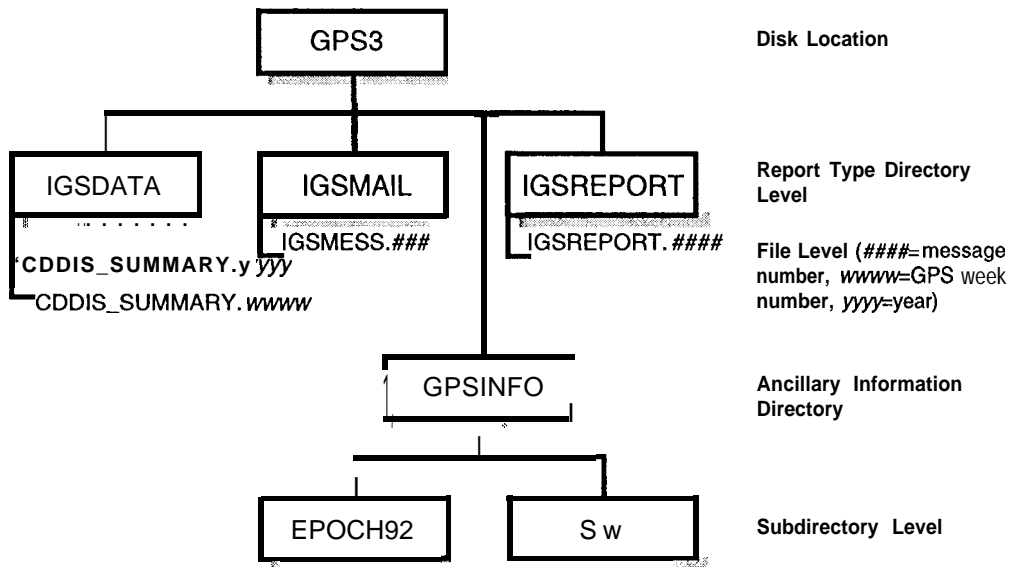 GPS3
Disk Location
IGSDATA
IGSMAIL
IGSREPORT
Report Type Directory
Level
IGSMESS.###
IGSREPORT. ####
'CDDIS_SUMMARY.y yyy
CDDIS_SUMMARY.wwww
File Level (####=message
number, wwww=GPS week
number, yyyy=year)
GPSINFO
Ancillary Information
Directory
EPOCH92
S w
Subdirectory Level